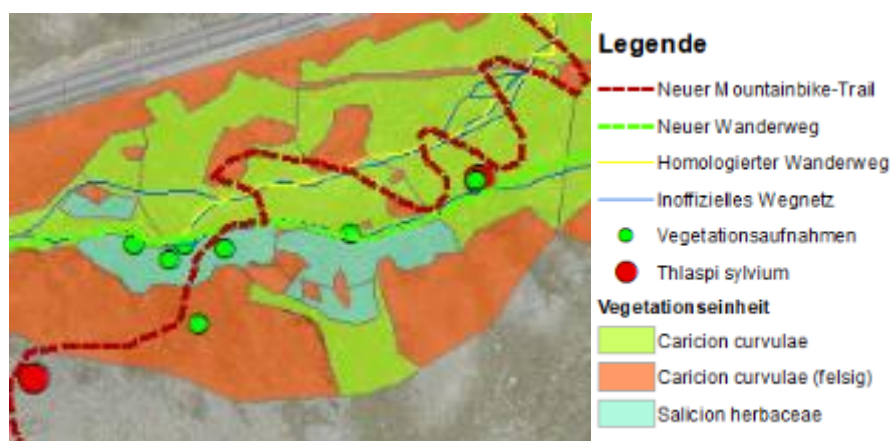 Legende
Neuer Mountainbike-Trail
Neuer Wanderweg
Homologierter Wanderweg
Inoffizielles Wegnetz
Vegetationsaufnahmen
Thlaspi sylvium
Vegetationseinheit
Caricion curvulae
Caricion curvulae (felsig)
Salicion herbaceae